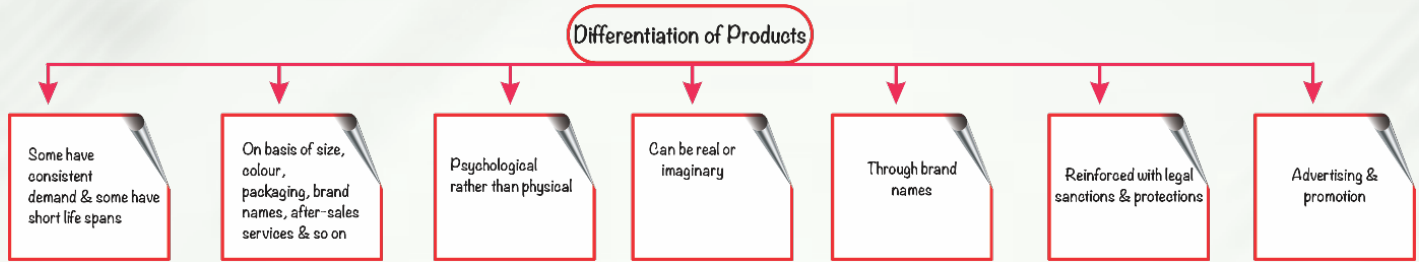 Differentiation of Products
Some have
consistent
demand & some have
short life spans
On basis of size,
colour,
packaging, brand
names, after-sales
services & so on
Psychological
rather than physical
Can be real or
imaginary
Through brand
names
Reinforced with legal
sanctions & protections
Advertising &
promotion